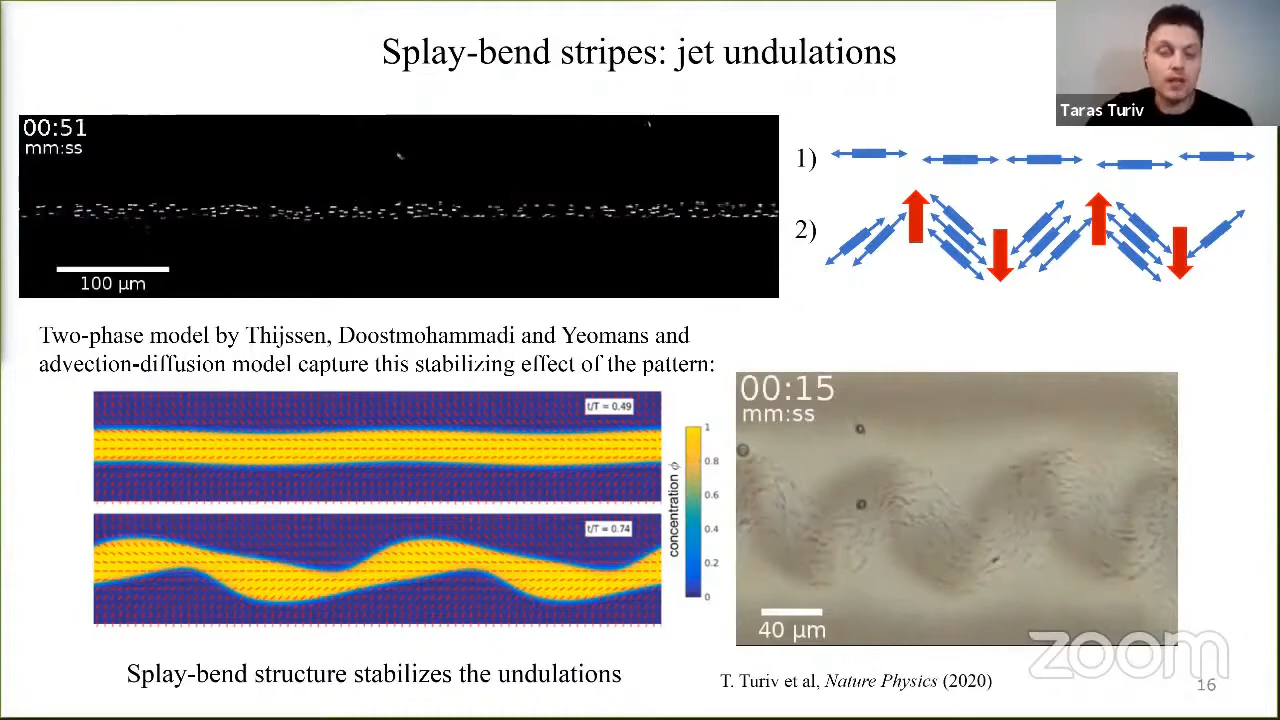 Splay-bend stripes: jet undulations
Taras Turiv
00:51
mm:ss
100 μm
1)
2)
Two-phase model by Thijssen, Doostmohammadi and Yeomans and
advection-diffusion model capture this stabilizing effect of the pattern:
t/T = 0.49
t/T = 0.74
1
0.8
0.6
0.4
0.2
0
concentration ϕ
00:15
mm:ss
40 μm
Splay-bend structure stabilizes the undulations
T. Turiv et al, Nature Physics (2020)
zoom
16